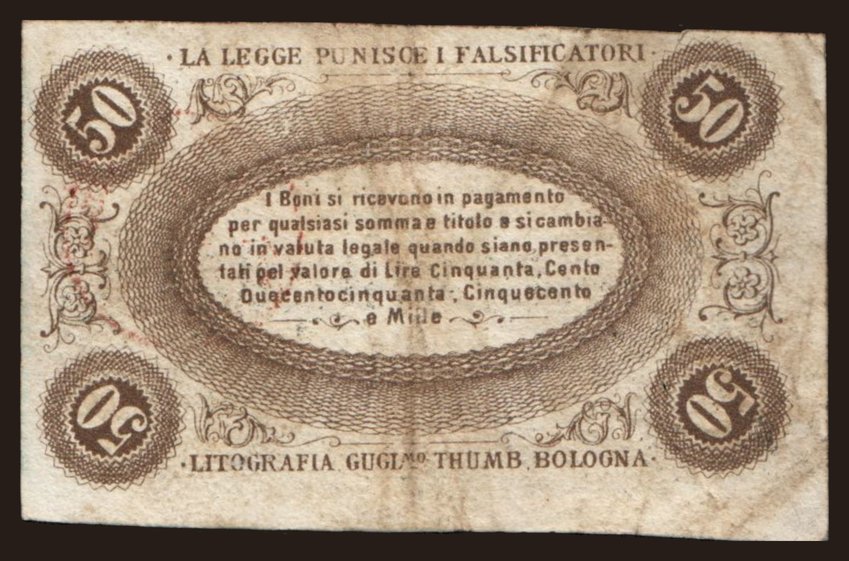 · LA LEGGE PUNISCE I FALSIFICATORI ·
50
50
I Boni si ricevono in pagamento
per qualsiasi somma e titolo e si cambia-
no in valuta legale quando siano presen-
tati pel valore di Lire Cinquanta, Cento
Duecentocinquanta, Cinquecento
e Mille
50
50
· LITOGRAFIA GUGLMO THUMB. BOLOGNA ·